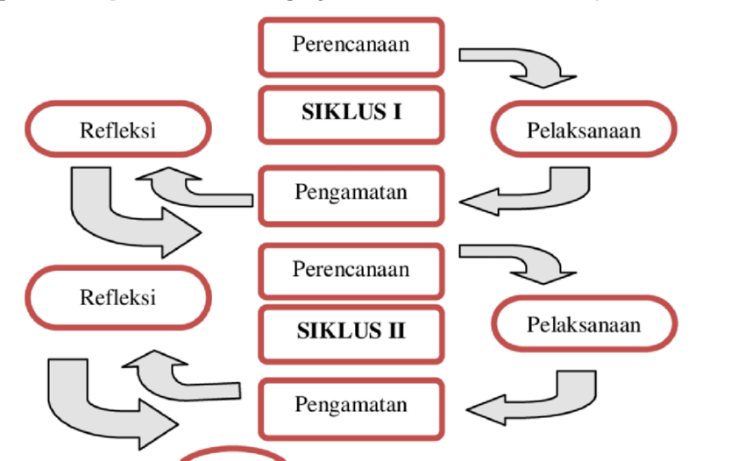 Perencanaan
SIKLUS I
Refleksi
Pelaksanaan
Pengamatan
Perencanaan
Refleksi
SIKLUS II
Pelaksanaan
Pengamatan